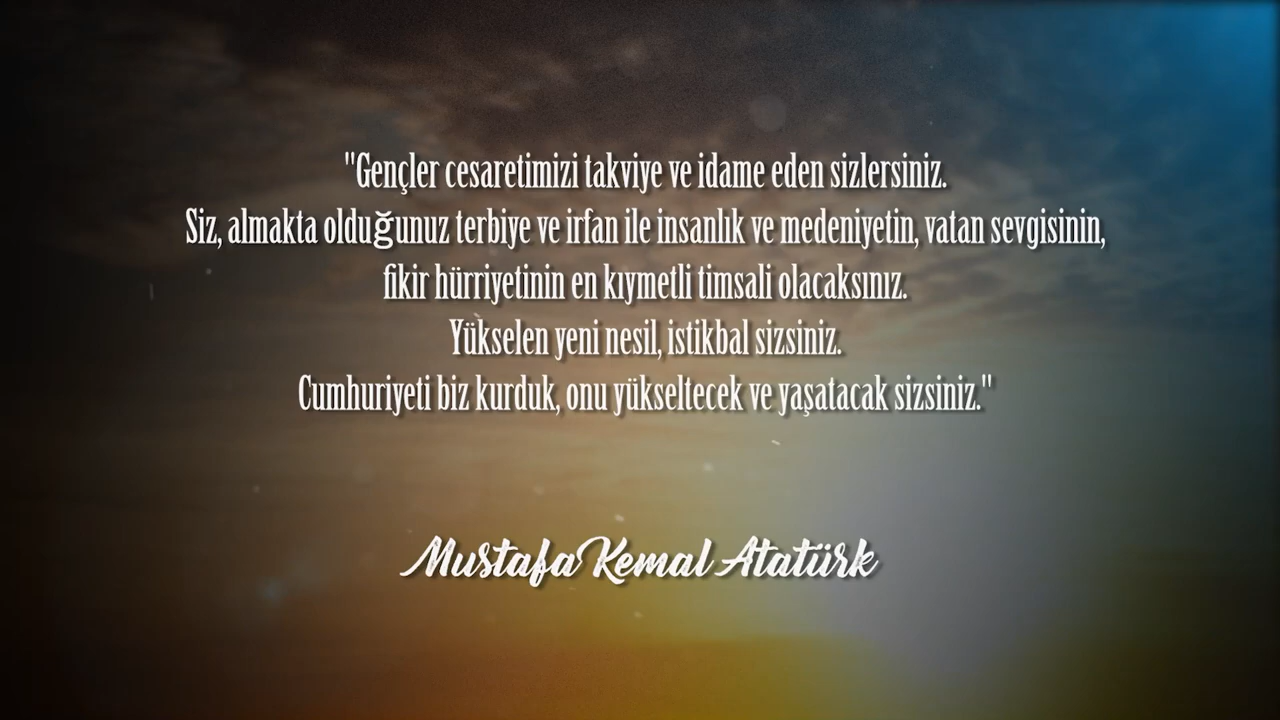 "Gençler cesaretimizi takviye ve idame eden sizlersiniz.
Siz, almakta olduğunuz terbiye ve irfan ile insanlık ve medeniyetin, vatan sevgisinin,
fikir hürriyetinin en kıymetli timsali olacaksınız.
Yükselen yeni nesil, istikbal sizsiniz.
Cumhuriyeti biz kurduk, onu yükseltecek ve yaşatacak sizsiniz."
Mustafa Kemal Atatürk